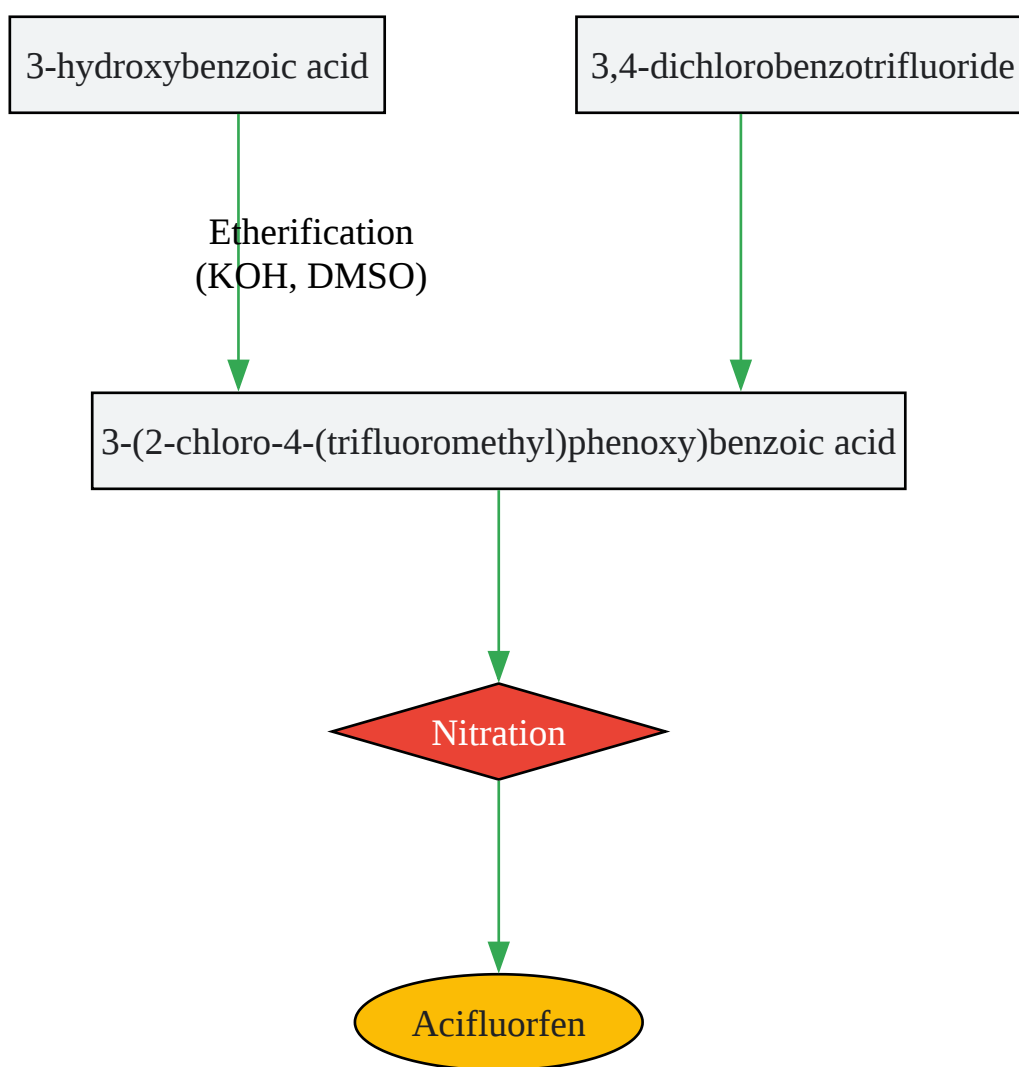 3-hydroxybenzoic acid
3,4-dichlorobenzotrifluoride
Etherification
(KOH, DMSO)
3-(2-chloro-4-(trifluoromethyl)phenoxy)benzoic acid
Nitration
Acifluorfen